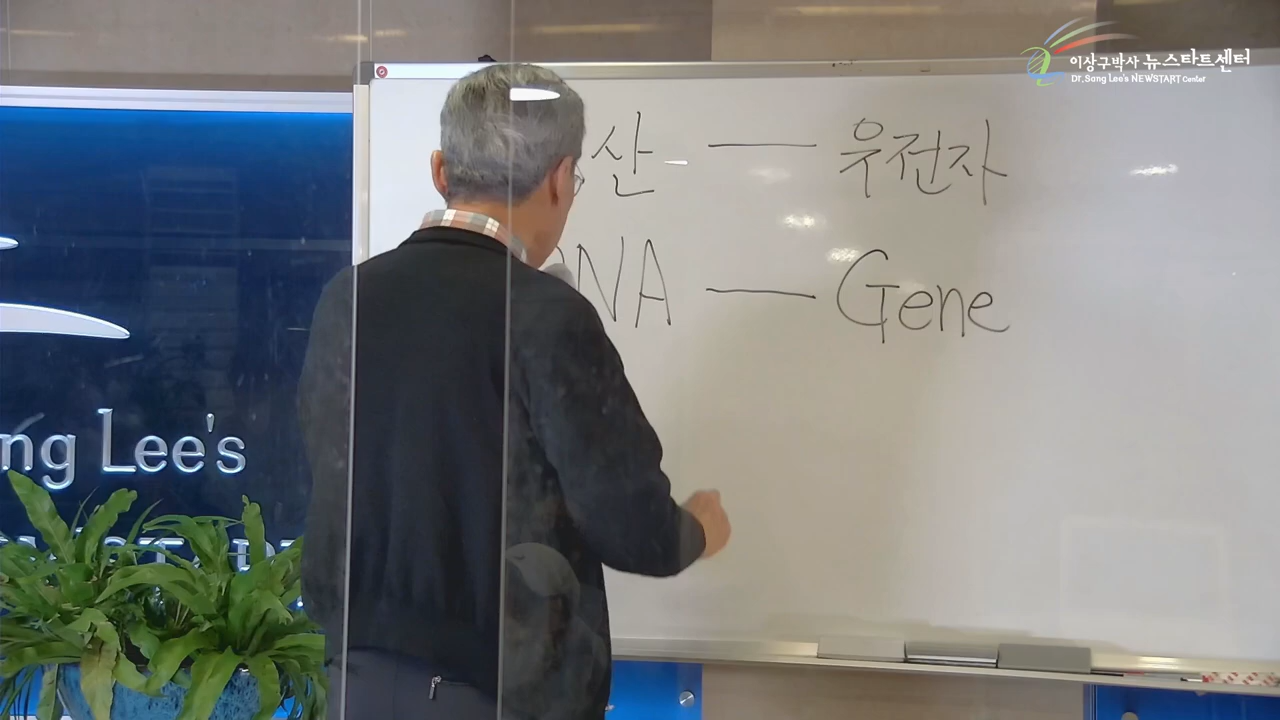 이상구박사 뉴스타트센터
Dr.Sang Lee's NEWSTART Center
산 — 유전자
NA — Gene
ng Lee's